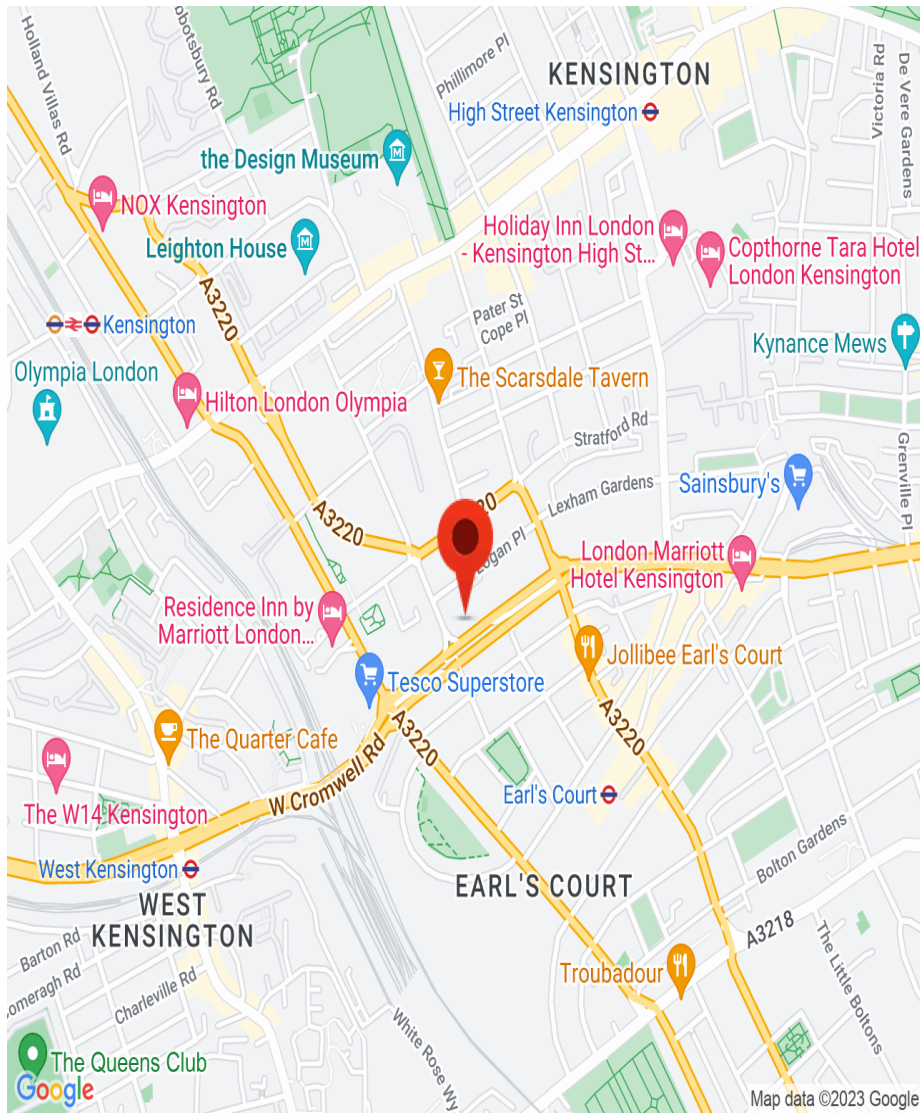 Holland Villas Rd
Abbotsbury Rd
Phillimore Pl
KENSINGTON
High Street Kensington
Victoria Rd
De Vere Gardens
the Design Museum
NOX Kensington
Leighton House
Holiday Inn London
- Kensington High St...
Copthorne Tara Hotel
London Kensington
A3220
Pater St
Cope Pl
Kensington
Kynance Mews
Olympia London
The Scarsdale Tavern
Hilton London Olympia
Stratford Rd
Grenville Pl
Lexham Gardens
Sainsbury's
A3220
20
Logan Pl
London Marriott
Hotel Kensington
Residence Inn by
Marriott London...
Jollibee Earl's Court
Tesco Superstore
A3220
A3220
The Quarter Cafe
W Cromwell Rd
The W14 Kensington
Earl's Court
Bolton Gardens
West Kensington
EARL'S COURT
WEST
KENSINGTON
A3218
Barton Rd
Troubadour
The Little Boltons
Comeragh Rd
Charleville Rd
White Rose Wy
The Queens Club
Google
Map data ©2023 Google